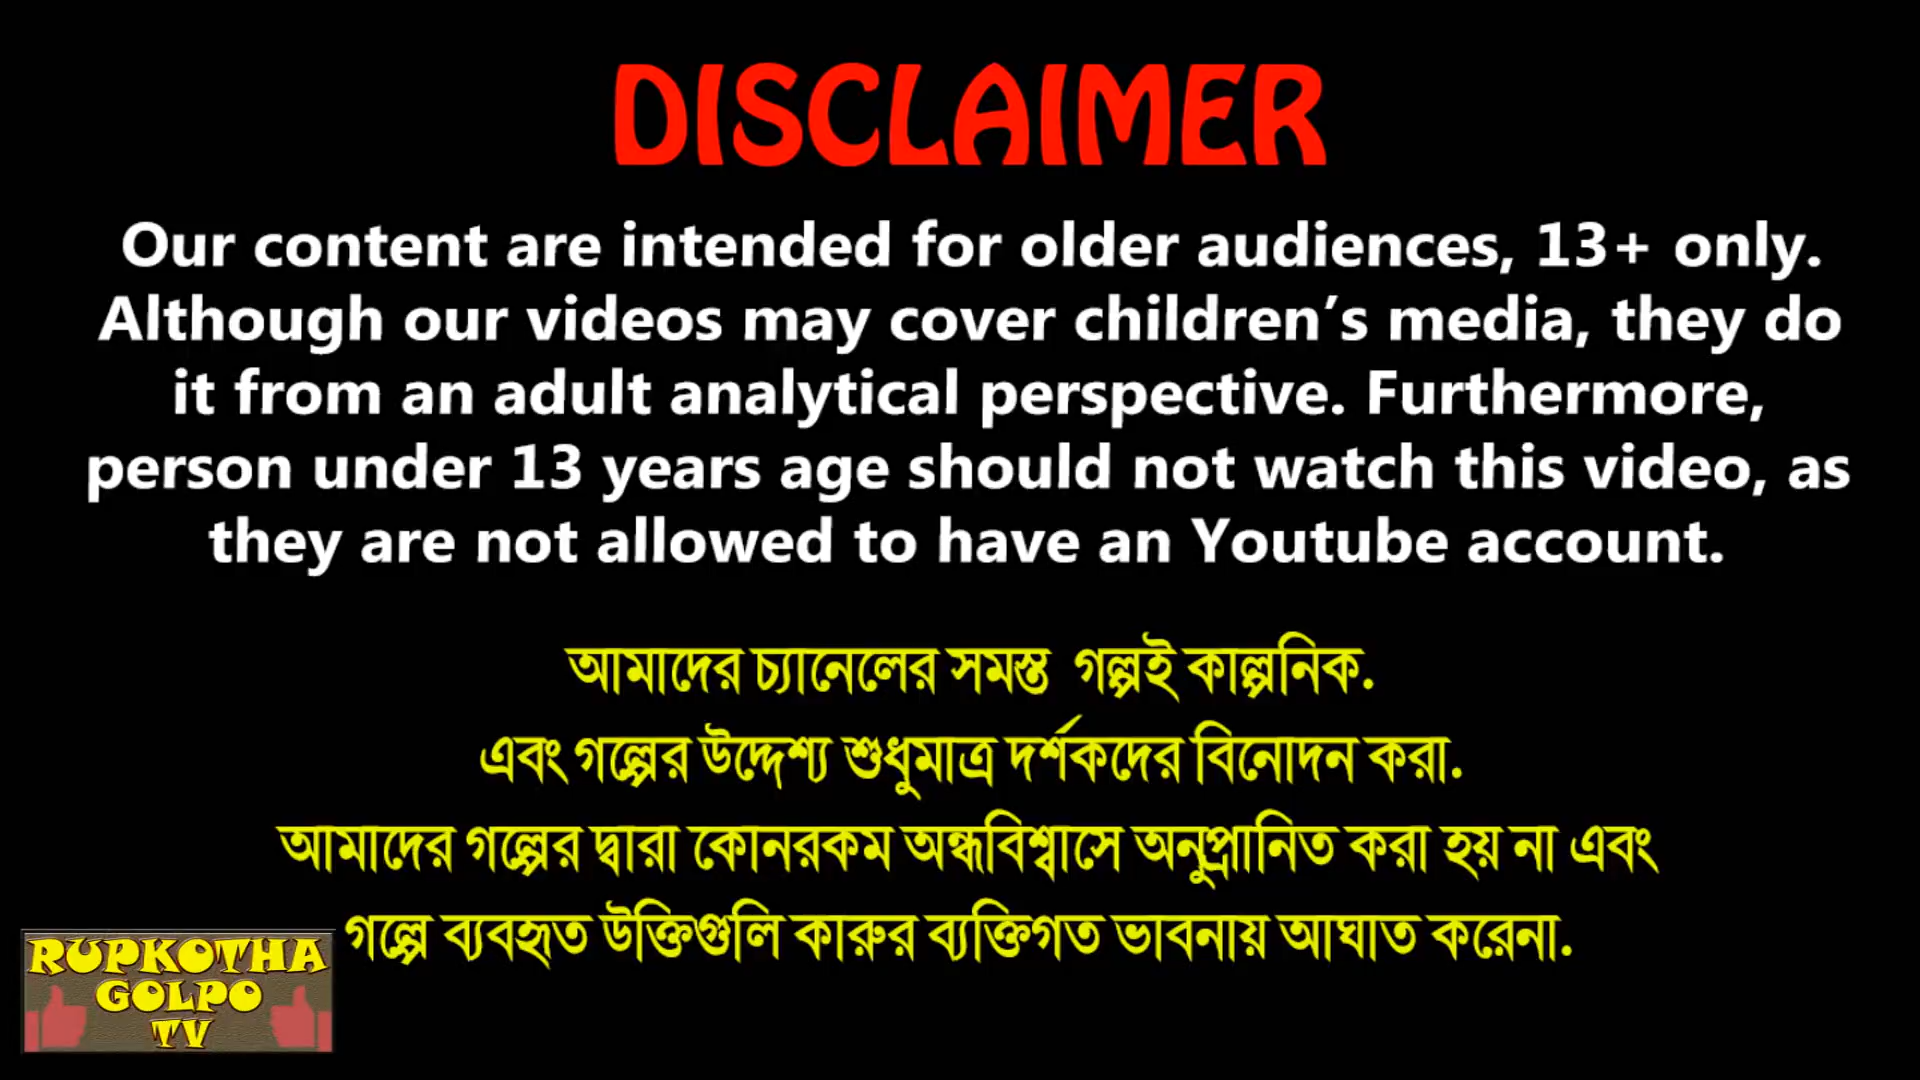 DISCLAIMER
Our content are intended for older audiences, 13+ only.
Although our videos may cover children’s media, they do
it from an adult analytical perspective. Furthermore,
person under 13 years age should not watch this video, as
they are not allowed to have an Youtube account.
আমাদের চ্যানেলের সমস্ত গল্পই কাল্পনিক.
এবং গল্পের উদ্দেশ্য শুধুমাত্র দর্শকদের বিনোদন করা.
আমাদের গল্পের দ্বারা কোনরকম অন্ধবিশ্বাসে অনুপ্রানিত করা হয় না এবং
গল্পে ব্যবহৃত উক্তিগুলি কারুর ব্যক্তিগত ভাবনায় আঘাত করেনা.
RUPKOTHA
GOLPO
TV